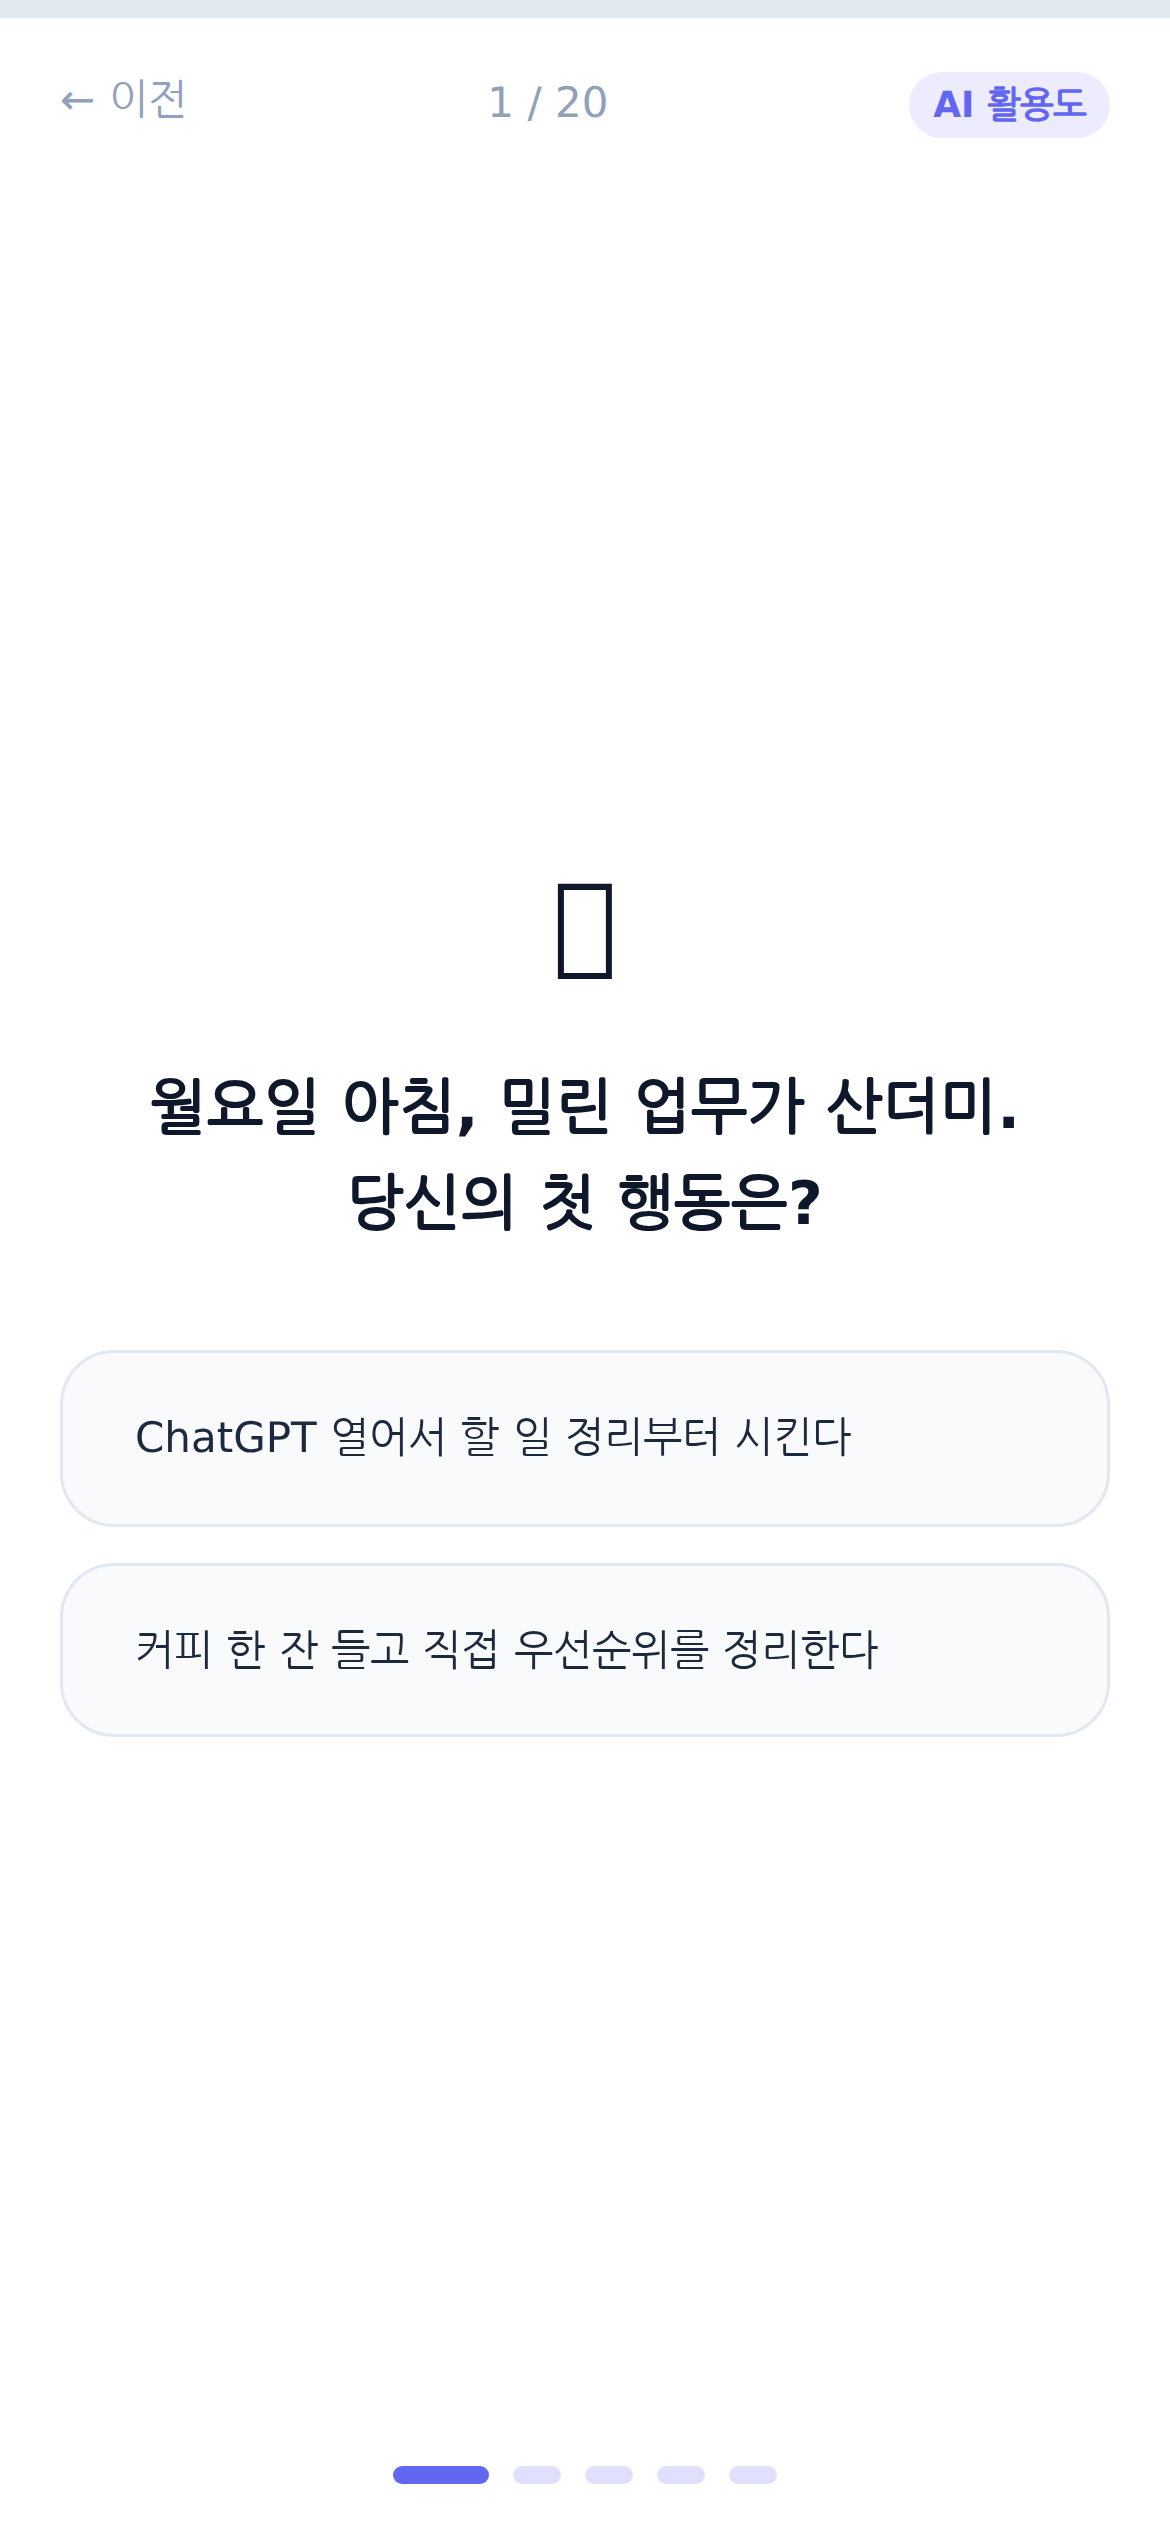 ← 이전
1 / 20
AI 활용도
월요일 아침, 밀린 업무가 산더미.
당신의 첫 행동은?
ChatGPT 열어서 할 일 정리부터 시킨다
커피 한 잔 들고 직접 우선순위를 정리한다